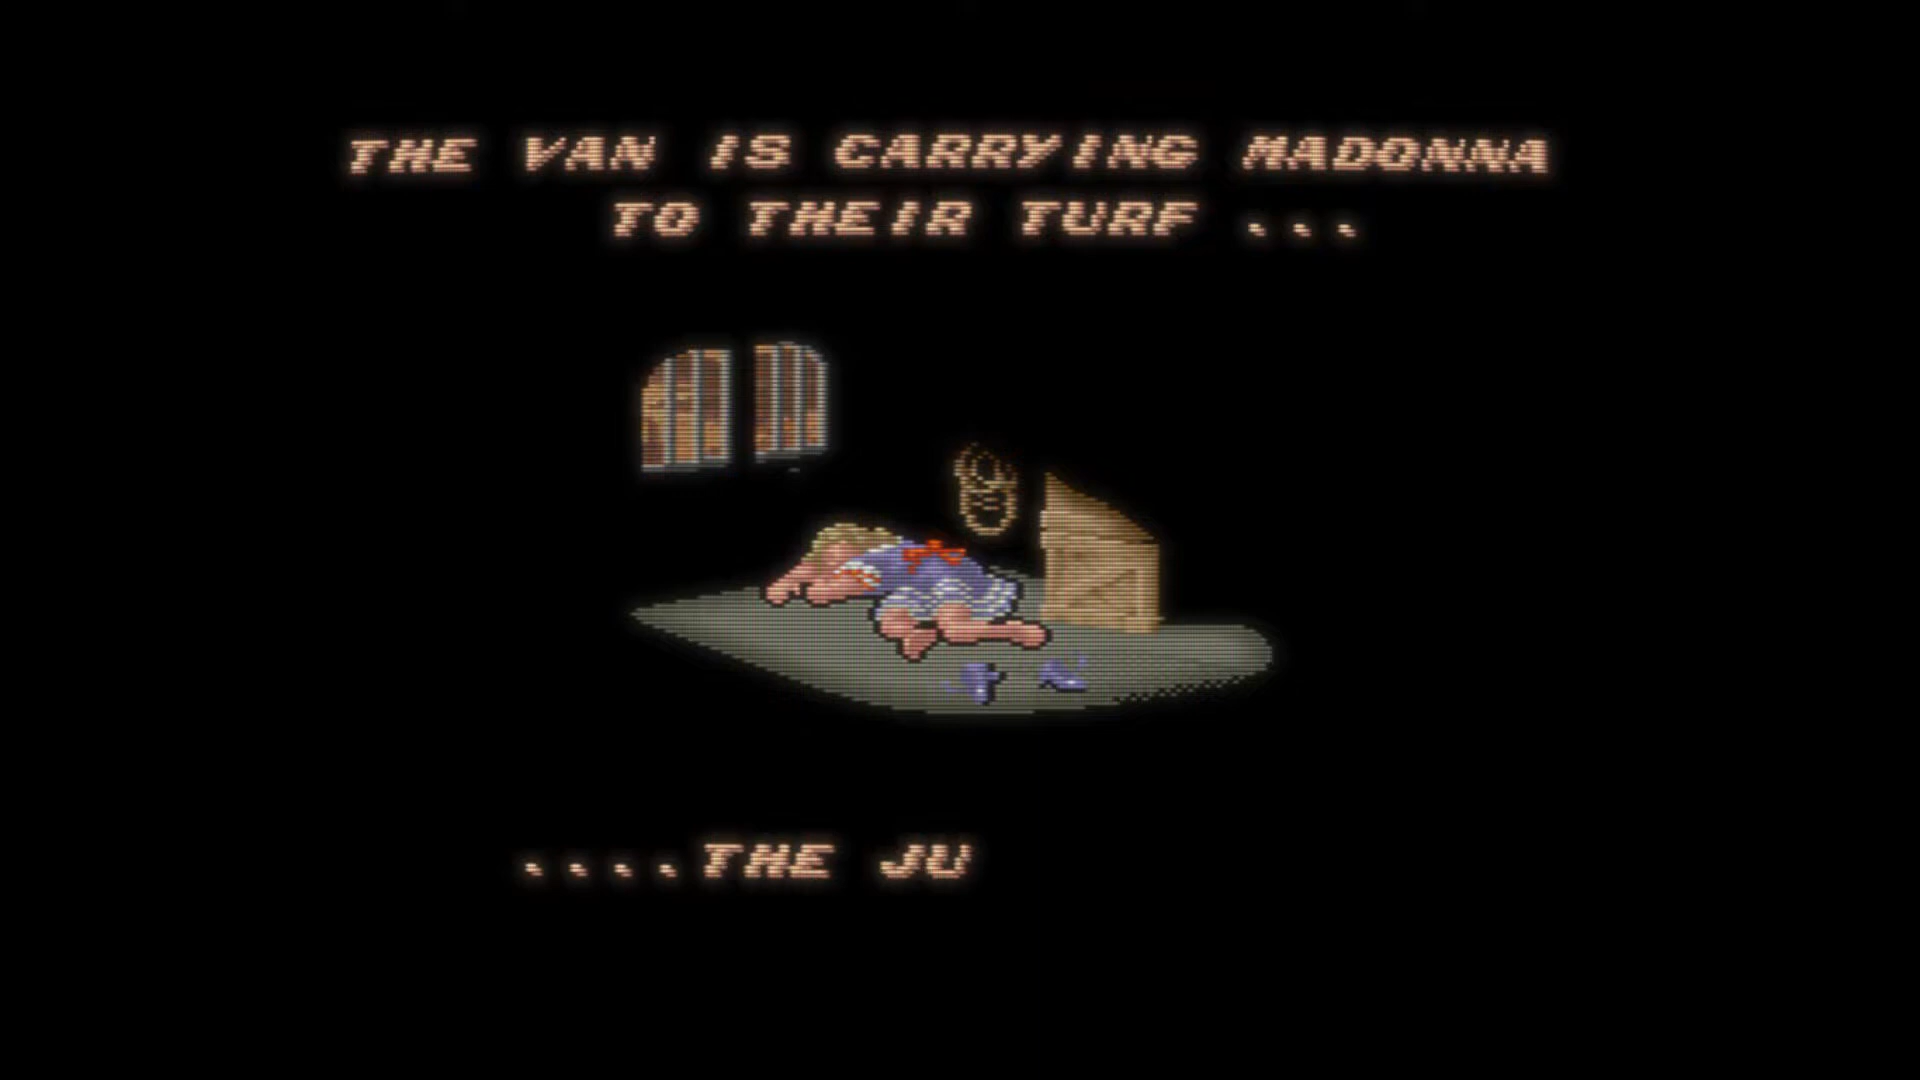 THE VAN IS CARRYING MADONNA
TO THEIR TURF ...
....THE JU